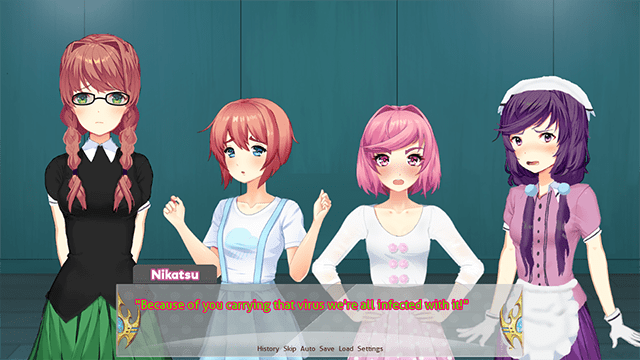 Nikatsu
"Because of you carrying that virus we're all infected with it!"
History Skip Auto Save Load Settings